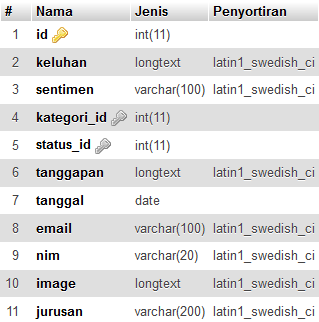 # Nama Jenis Penyortiran
1 id int(11)
2 keluhan longtext latin1_swedish_ci
3 sentimen varchar(100) latin1_swedish_ci
4 kategori_id int(11)
5 status_id int(11)
6 tanggapan longtext latin1_swedish_ci
7 tanggal date
8 email varchar(100) latin1_swedish_ci
9 nim varchar(20) latin1_swedish_ci
10 image longtext latin1_swedish_ci
11 jurusan varchar(200) latin1_swedish_ci